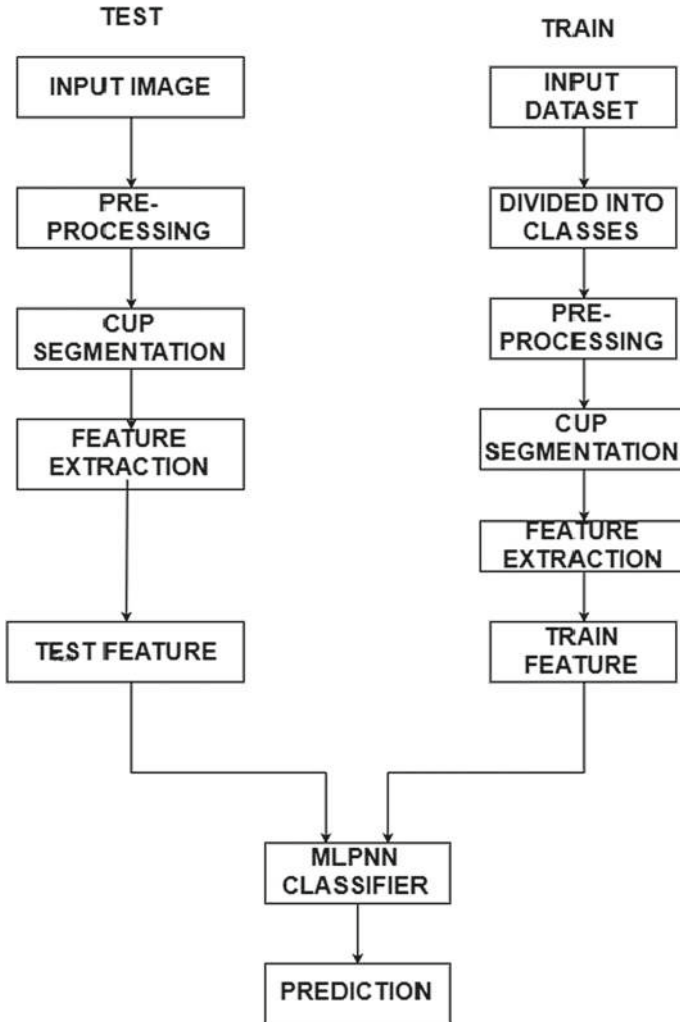 TEST
INPUT IMAGE
PRE-
PROCESSING
CUP
SEGMENTATION
FEATURE
EXTRACTION
TEST FEATURE
TRAIN
INPUT
DATASET
DIVIDED INTO
CLASSES
PRE-
PROCESSING
CUP
SEGMENTATION
FEATURE
EXTRACTION
TRAIN
FEATURE
MLPNN
CLASSIFIER
PREDICTION